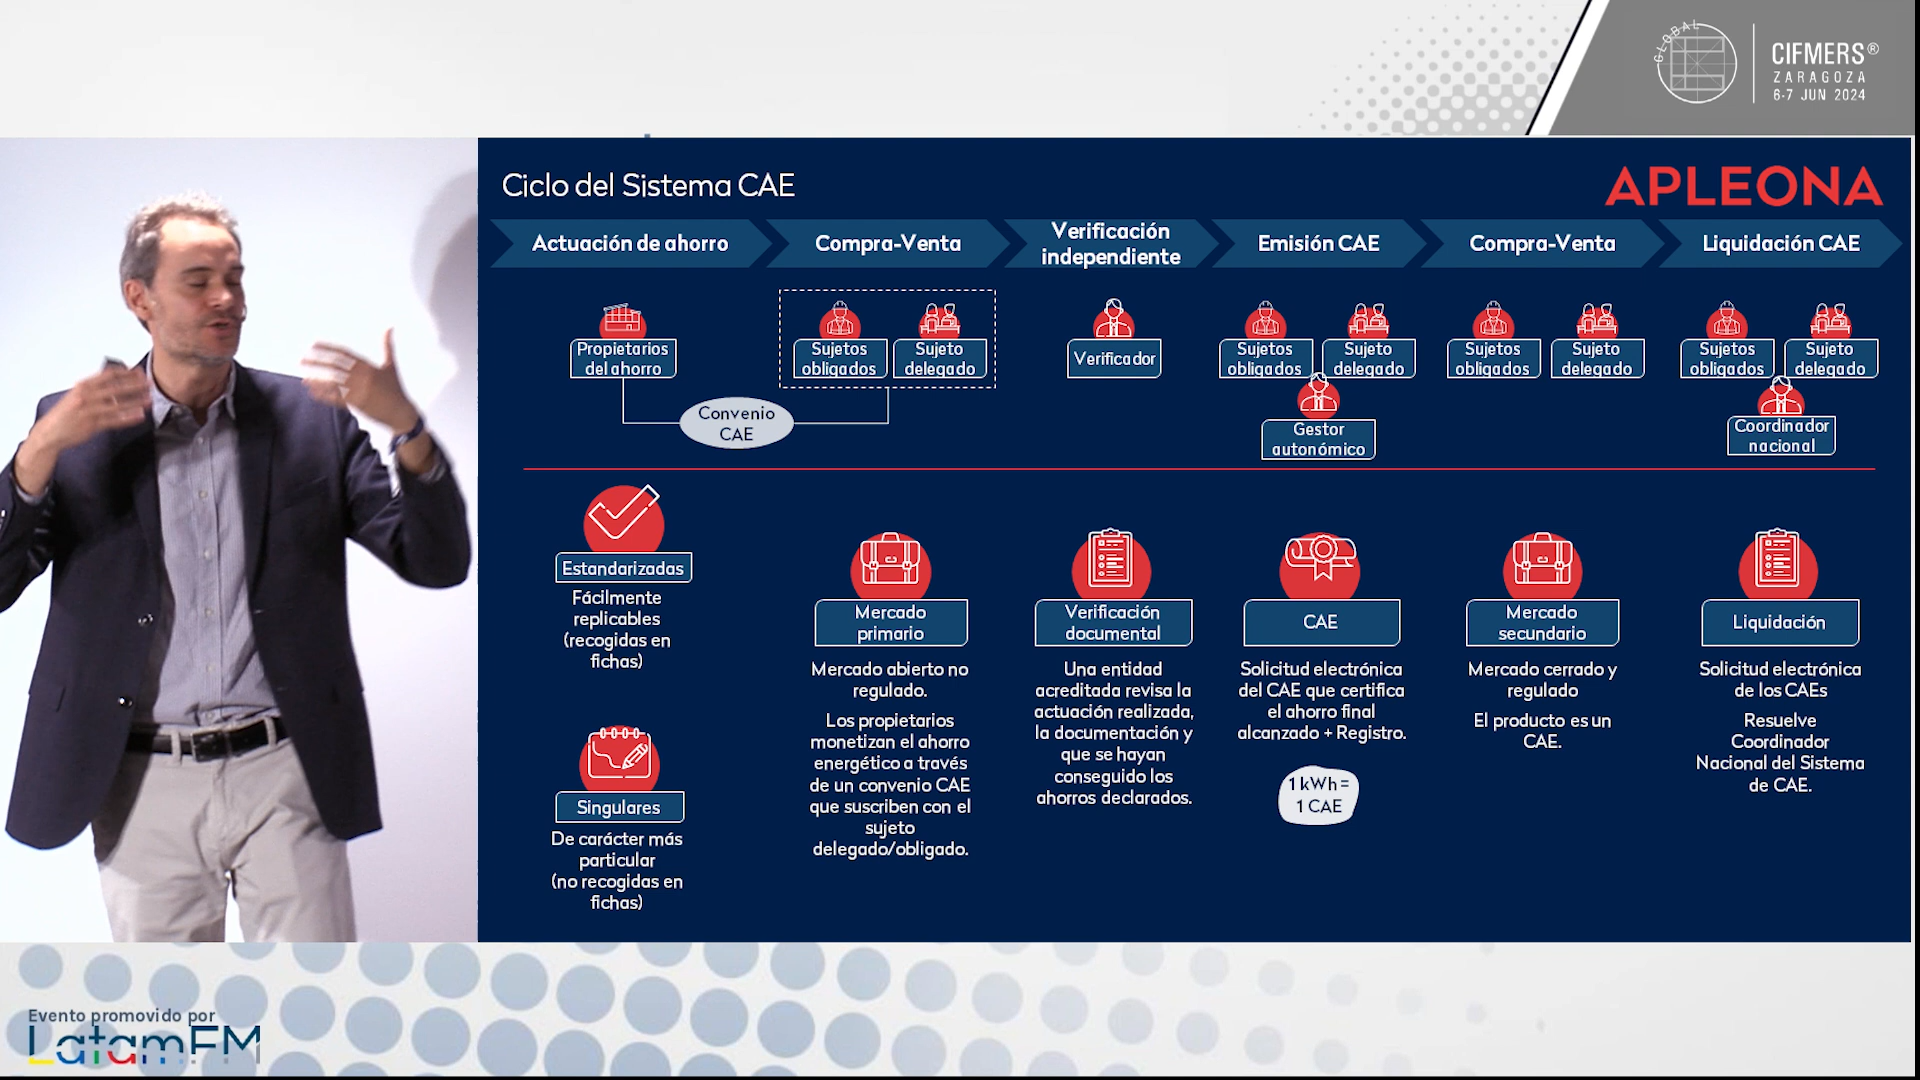 GLOBAL
CIFMERS®
ZARAGOZA
6-7 JUN 2024
Ciclo del Sistema CAE
APLEONA
Actuación de ahorro
Compra-Venta
Verificación
independiente
Emisión CAE
Compra-Venta
Liquidación CAE
Propietarios
del ahorro
Sujetos
obligados
Sujeto
delegado
Convenio
CAE
Verificador
Sujetos
obligados
Sujeto
delegado
Gestor
autonómico
Sujetos
obligados
Sujeto
delegado
Sujetos
obligados
Sujeto
delegado
Coordinador
nacional
Estandarizadas
Fácilmente
replicables
(recogidas en
fichas)
Singulares
De carácter más
particular
(no recogidas en
fichas)
Mercado
primario
Mercado abierto no
regulado.
Los propietarios
monetizan el ahorro
energético a través
de un convenio CAE
que suscriben con el
sujeto
delegado/obligado.
Verificación
documental
Una entidad
acreditada revisa la
actuación realizada,
la documentación y
que se hayan
conseguido los
ahorros declarados.
CAE
Solicitud electrónica
del CAE que certifica
el ahorro final
alcanzado + Registro.
1 kWh =
1 CAE
Mercado
secundario
Mercado cerrado y
regulado
El producto es un
CAE.
Liquidación
Solicitud electrónica
de los CAEs
Resuelve
Coordinador
Nacional del Sistema
de CAE.
Evento promovido por
LatamFM